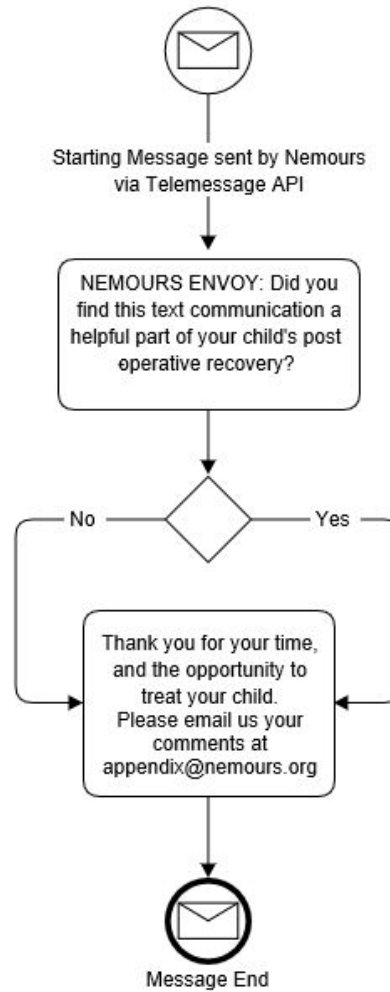 Starting Message sent by Nemours
via Telemessage API
NEMOURS ENVOY: Did you
find this text communication a
helpful part of your child's post
operative recovery?
No
Yes
Thank you for your time,
and the opportunity to
treat your child.
Please email us your
comments at
appendix@nemours.org
Message End